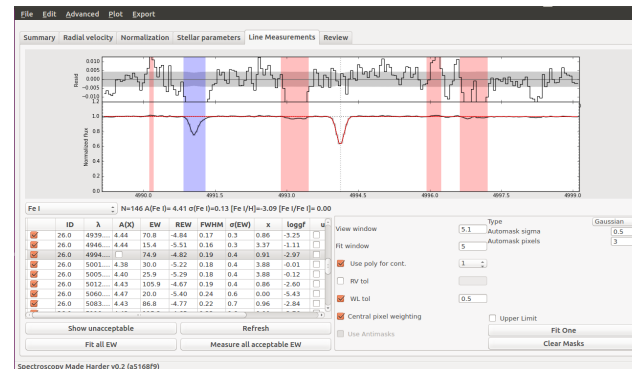 File Edit Advanced Plot Export
Summary Radial velocity Normalization Stellar parameters Line Measurements Review
0.010
0.005
0.000
−0.005
−0.010
Resid
1.2
1.0
0.8
0.6
0.4
0.2
0.0
Normalized flux
4990.0 4991.5 4993.0 4994.5 4996.0 4997.5 4999.0
Fe I N=146 A(Fe I)= 4.41 σ(Fe I)=0.13 [Fe I/H]=-3.09 [Fe I/Fe I]= 0.00
ID λ A(X) EW REW FWHM σ(EW) x loggf u
26.0 4939.… 4.44 70.8 -4.84 0.17 0.3 0.86 -3.25
26.0 4946.… 4.44 15.4 -5.51 0.16 0.3 3.37 -1.11
26.0 4994.… 74.9 -4.82 0.19 0.4 0.91 -2.97
26.0 5001.… 4.38 30.0 -5.22 0.18 0.4 3.88 -0.01
26.0 5005.… 4.40 25.9 -5.29 0.18 0.4 3.88 -0.12
26.0 5012.… 4.43 105.9 -4.67 0.19 0.4 0.86 -2.60
26.0 5060.… 4.47 20.0 -5.40 0.24 0.6 0.00 -5.43
26.0 5083.… 4.43 86.8 -4.77 0.22 0.7 0.96 -2.84
Show unacceptable Refresh
Fit all EW Measure all acceptable EW
View window 5.1
Fit window 5
Use poly for cont. 1
RV tol
WL tol 0.5
Central pixel weighting
Use Antimasks
Type Gaussian
Automask sigma 0.5
Automask pixels 3
Upper Limit
Fit One
Clear Masks
Spectroscopy Made Harder v0.2 (a5168f9)